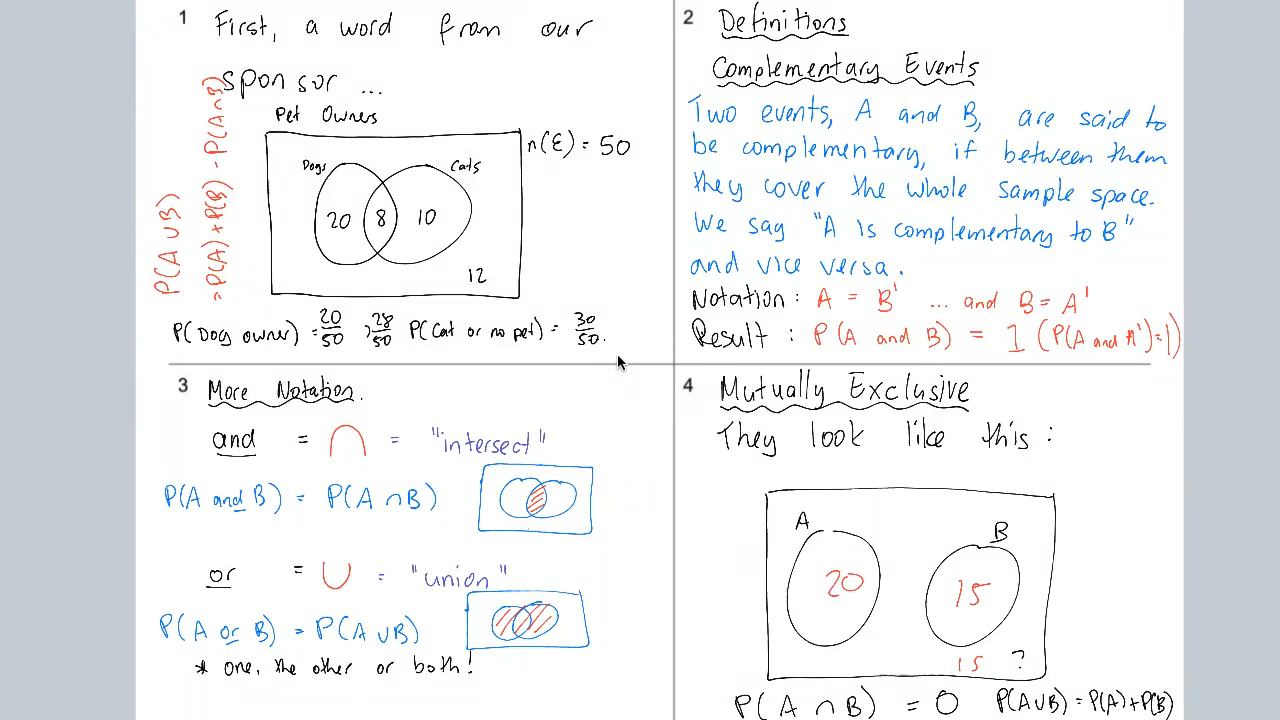 1
First, a word from our
sponsor ...
P(A ∪ B)
= P(A) + P(B) - P(A ∩ B)
Pet Owners
n(ℰ) = 50
Dogs
Cats
20 8 10
12
P(Dog owner) = 20/50 , 28/50 P(Cat or no pet) = 30/50.
2
Definitions
Complementary Events
Two events, A and B, are said to
be complementary, if between them
they cover the whole sample space.
We say "A is complementary to B"
and vice versa.
Notation : A = B' ... and B = A'
Result : P(A and B) = 1 (P(A and A') = 1)
3
More Notation.
and = ∩ = "intersect"
P(A and B) = P(A ∩ B)
or = ∪ = "union"
P(A or B) = P(A ∪ B)
* one, the other or both!
4
Mutually Exclusive
They look like this :
A
B
20
15
15 ?
P(A ∩ B) = 0 P(A∪B) = P(A) + P(B)